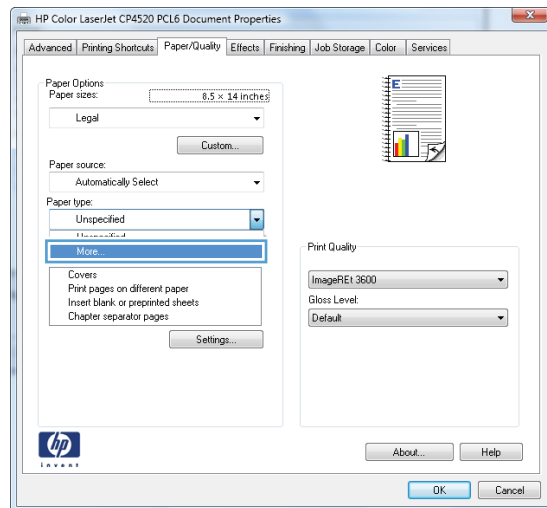 HP Color LaserJet CP4520 PCL6 Document Properties
Advanced Printing Shortcuts Paper/Quality Effects Finishing Job Storage Color Services
Paper Options
Paper sizes: 8.5 × 14 inches
Legal
Custom...
Paper source:
Automatically Select
Paper type:
Unspecified
Unspecified
More...
Covers
Print pages on different paper
Insert blank or preprinted sheets
Chapter separator pages
Settings...
E
Print Quality
ImageREt 3600
Gloss Level:
Default
hp
invent
About... Help
OK Cancel